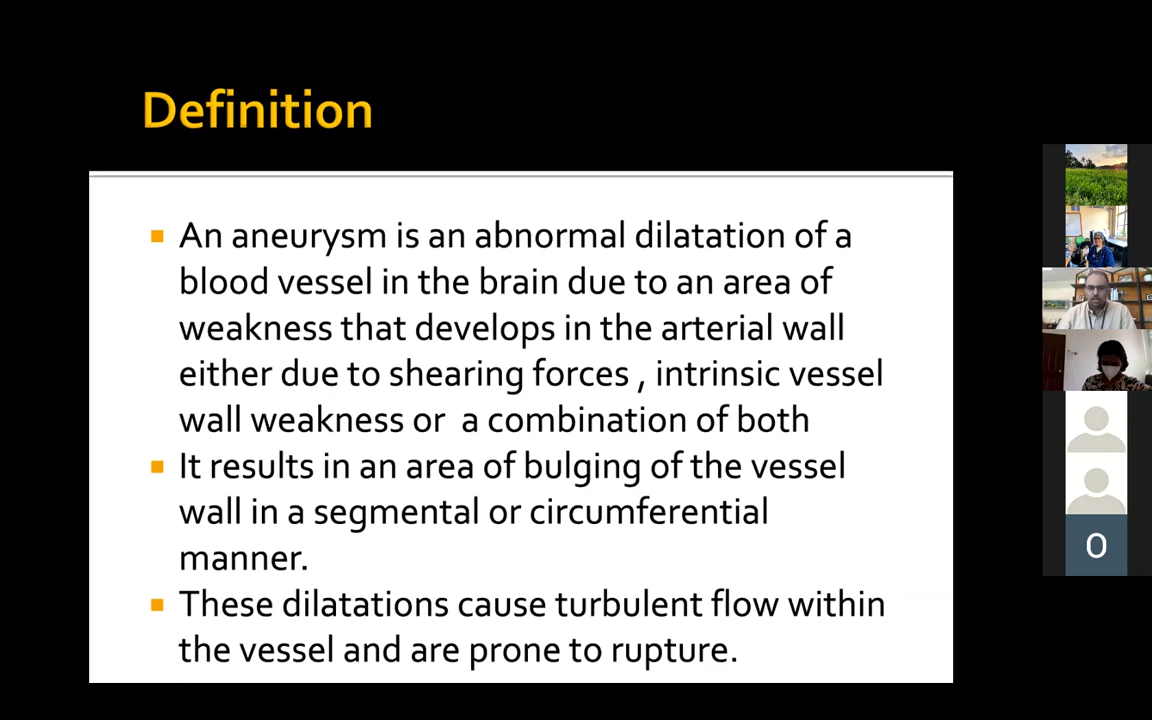 Definition
An aneurysm is an abnormal dilatation of a
blood vessel in the brain due to an area of
weakness that develops in the arterial wall
either due to shearing forces , intrinsic vessel
wall weakness or  a combination of both
It results in an area of bulging of the vessel
wall in a segmental or circumferential
manner.
These dilatations cause turbulent flow within
the vessel and are prone to rupture.
O